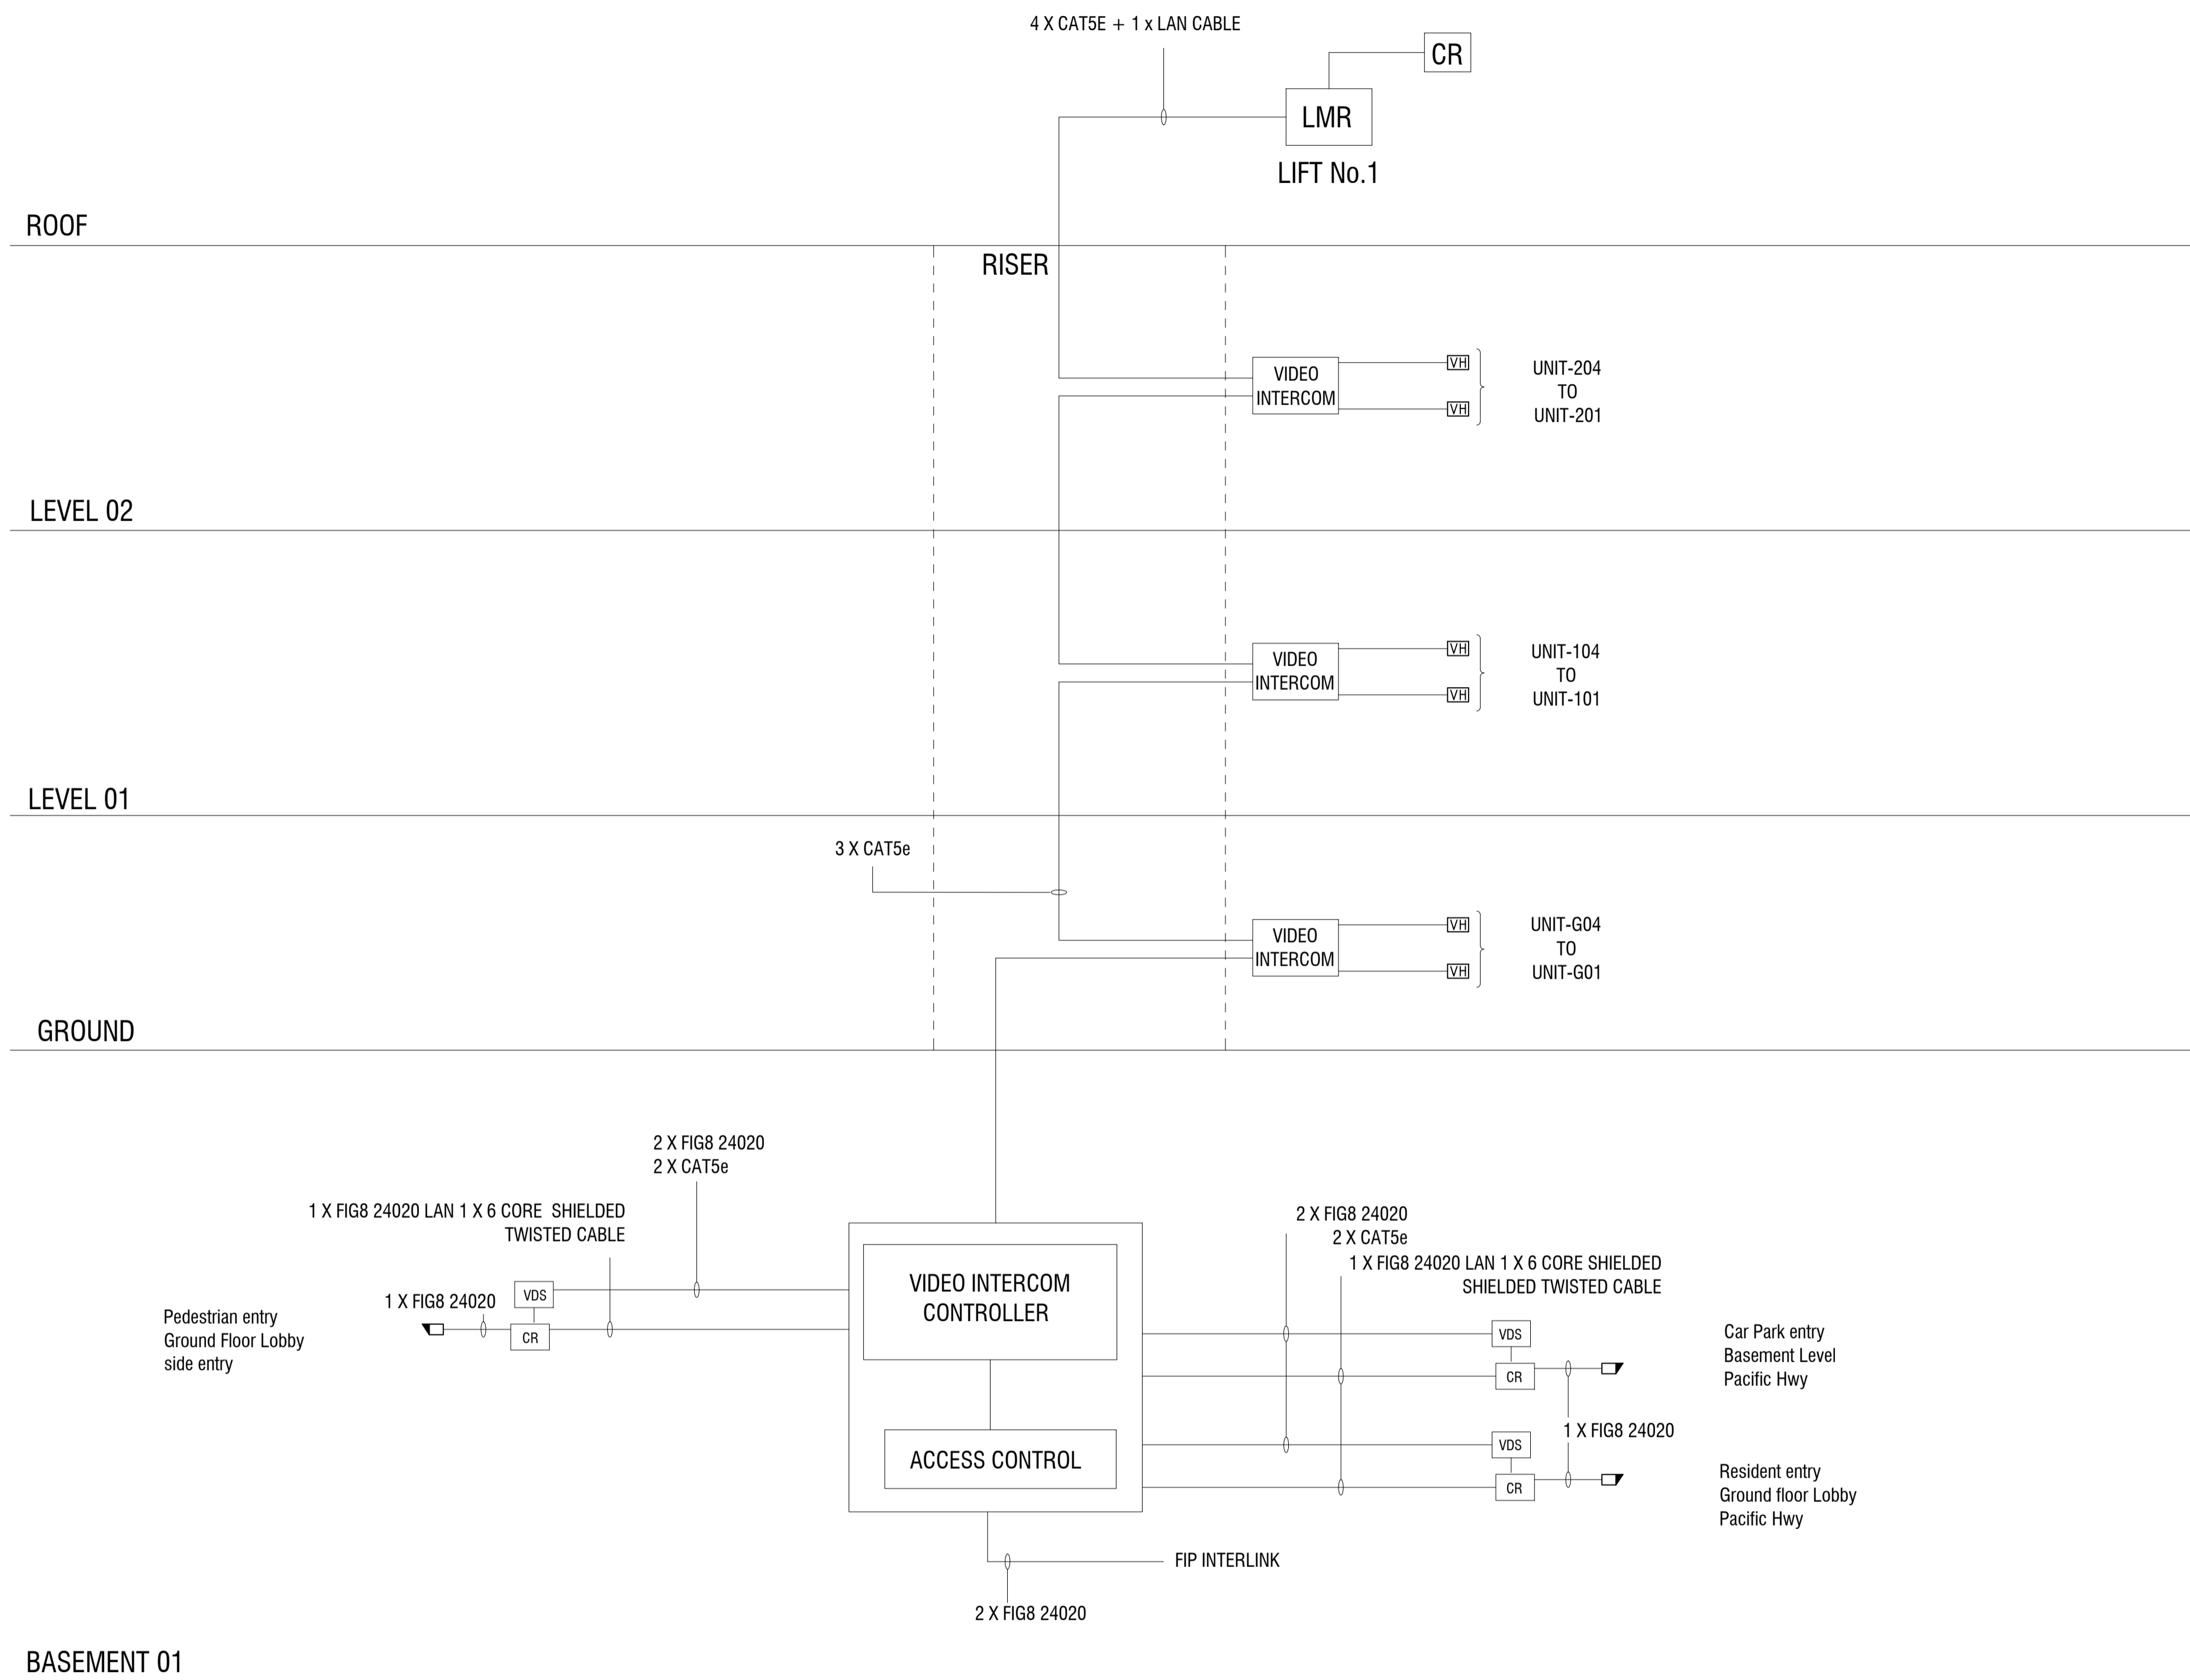 4 X CAT5E + 1 x LAN CABLE
CR
LMR
LIFT No.1
ROOF
RISER
VIDEO
INTERCOM
VH
VH
UNIT-204
TO
UNIT-201
LEVEL 02
VIDEO
INTERCOM
VH
VH
UNIT-104
TO
UNIT-101
LEVEL 01
3 X CAT5e
VIDEO
INTERCOM
VH
VH
UNIT-G04
TO
UNIT-G01
GROUND
2 X FIG8 24020
2 X CAT5e
1 X FIG8 24020 LAN 1 X 6 CORE SHIELDED
TWISTED CABLE
1 X FIG8 24020
VDS
CR
Pedestrian entry
Ground Floor Lobby
side entry
VIDEO INTERCOM
CONTROLLER
ACCESS CONTROL
2 X FIG8 24020
2 X CAT5e
1 X FIG8 24020 LAN 1 X 6 CORE SHIELDED
SHIELDED TWISTED CABLE
VDS
CR
Car Park entry
Basement Level
Pacific Hwy
1 X FIG8 24020
VDS
CR
Resident entry
Ground floor Lobby
Pacific Hwy
FIP INTERLINK
2 X FIG8 24020
BASEMENT 01